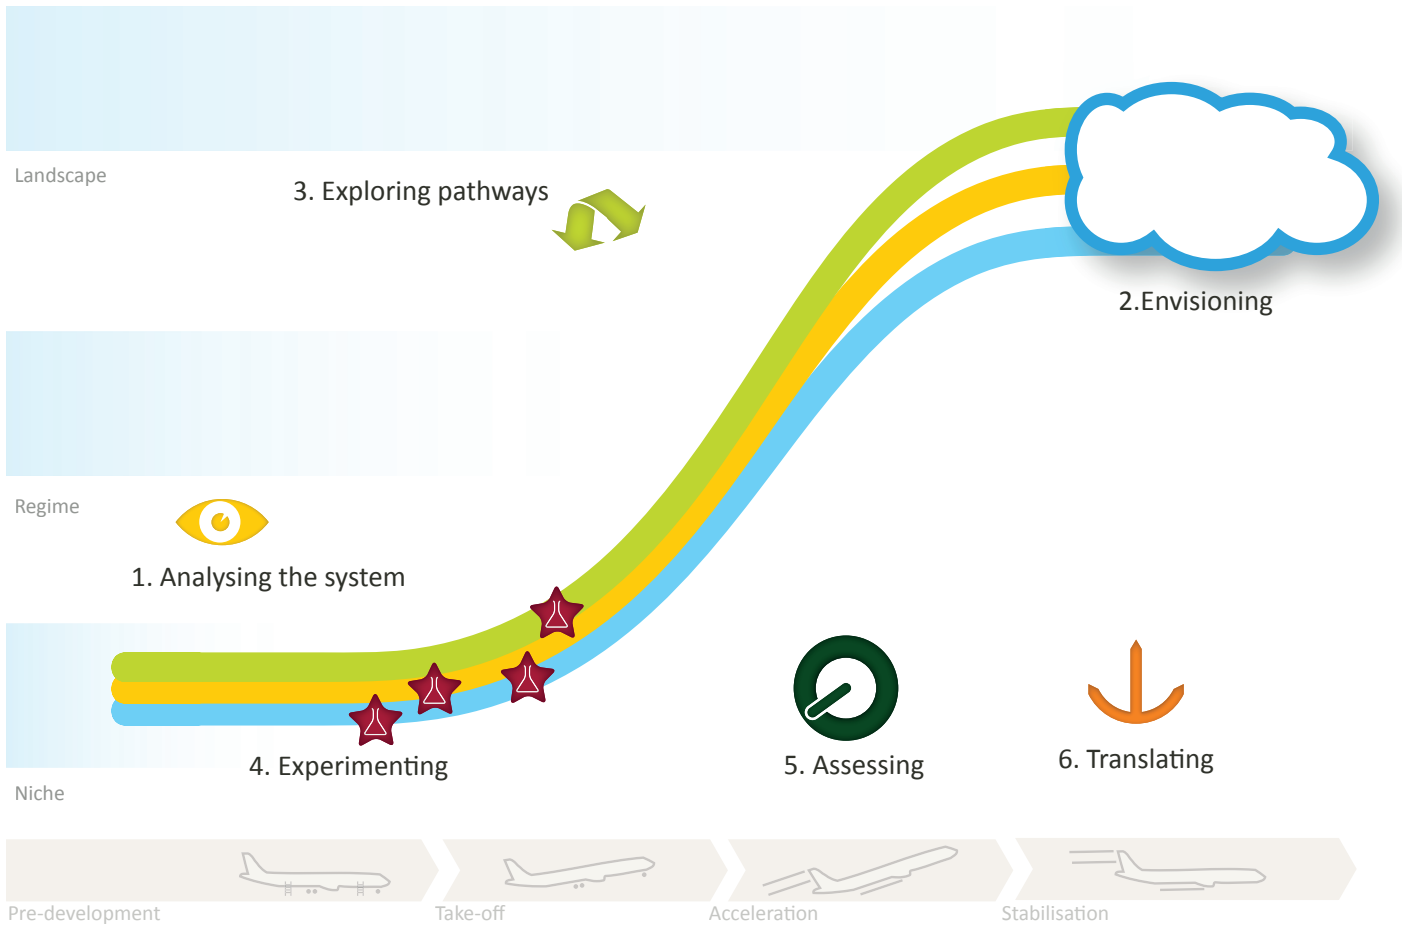 Landscape
3. Exploring pathways
2.Envisioning
Regime
1. Analysing the system
4. Experimenting
5. Assessing
6. Translating
Niche
Pre-development
Take-off
Acceleration
Stabilisation